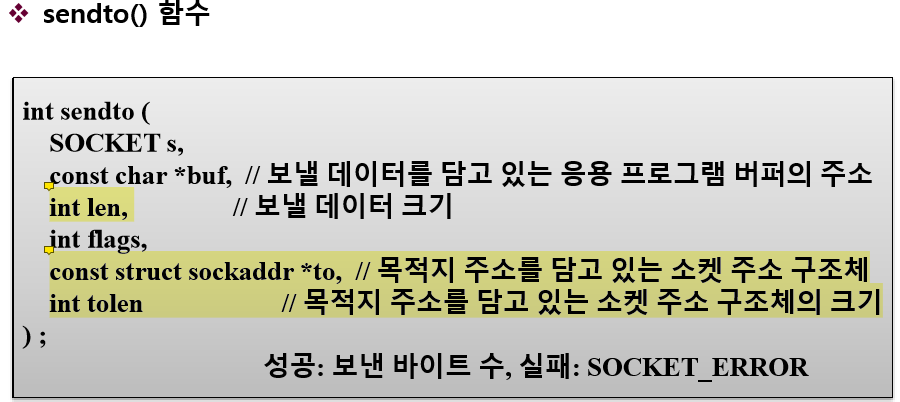 ❖ sendto() 함수
int sendto (
SOCKET s,
const char *buf, // 보낼 데이터를 담고 있는 응용 프로그램 버퍼의 주소
int len, // 보낼 데이터 크기
int flags,
const struct sockaddr *to, // 목적지 주소를 담고 있는 소켓 주소 구조체
int tolen // 목적지 주소를 담고 있는 소켓 주소 구조체의 크기
) ;
성공: 보낸 바이트 수, 실패: SOCKET_ERROR